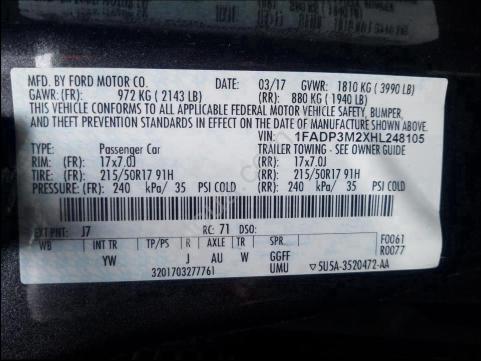 MFD. BY FORD MOTOR CO. DATE: 03/17 GVWR: 1810 KG ( 3990 LB)
GAWR: (FR): 972 KG ( 2143 LB) (RR): 880 KG ( 1940 LB)
THIS VEHICLE CONFORMS TO ALL APPLICABLE FEDERAL MOTOR VEHICLE SAFETY, BUMPER,
AND THEFT PREVENTION STANDARDS IN EFFECT ON THE DATE OF MANUFACTURE SHOWN ABOVE.
VIN: 1FADP3M2XHL248105
TYPE: Passenger Car TRAILER TOWING - SEE OWNER GUIDE
RIM: (FR): 17x7.0J (RR): 17x7.0J
TIRE: (FR): 215/50R17 91H (RR): 215/50R17 91H
PRESSURE: (FR): 240 kPa/ 35 PSI COLD (RR): 240 kPa/ 35 PSI COLD
EXT PNT: J7 RC: 71 DSO: F0061
WB INT TR TP/PS R AXLE TR SPR R0077
YW J AU W GGFF
3201703277761 UMU ▽5U5A-3520472-AA